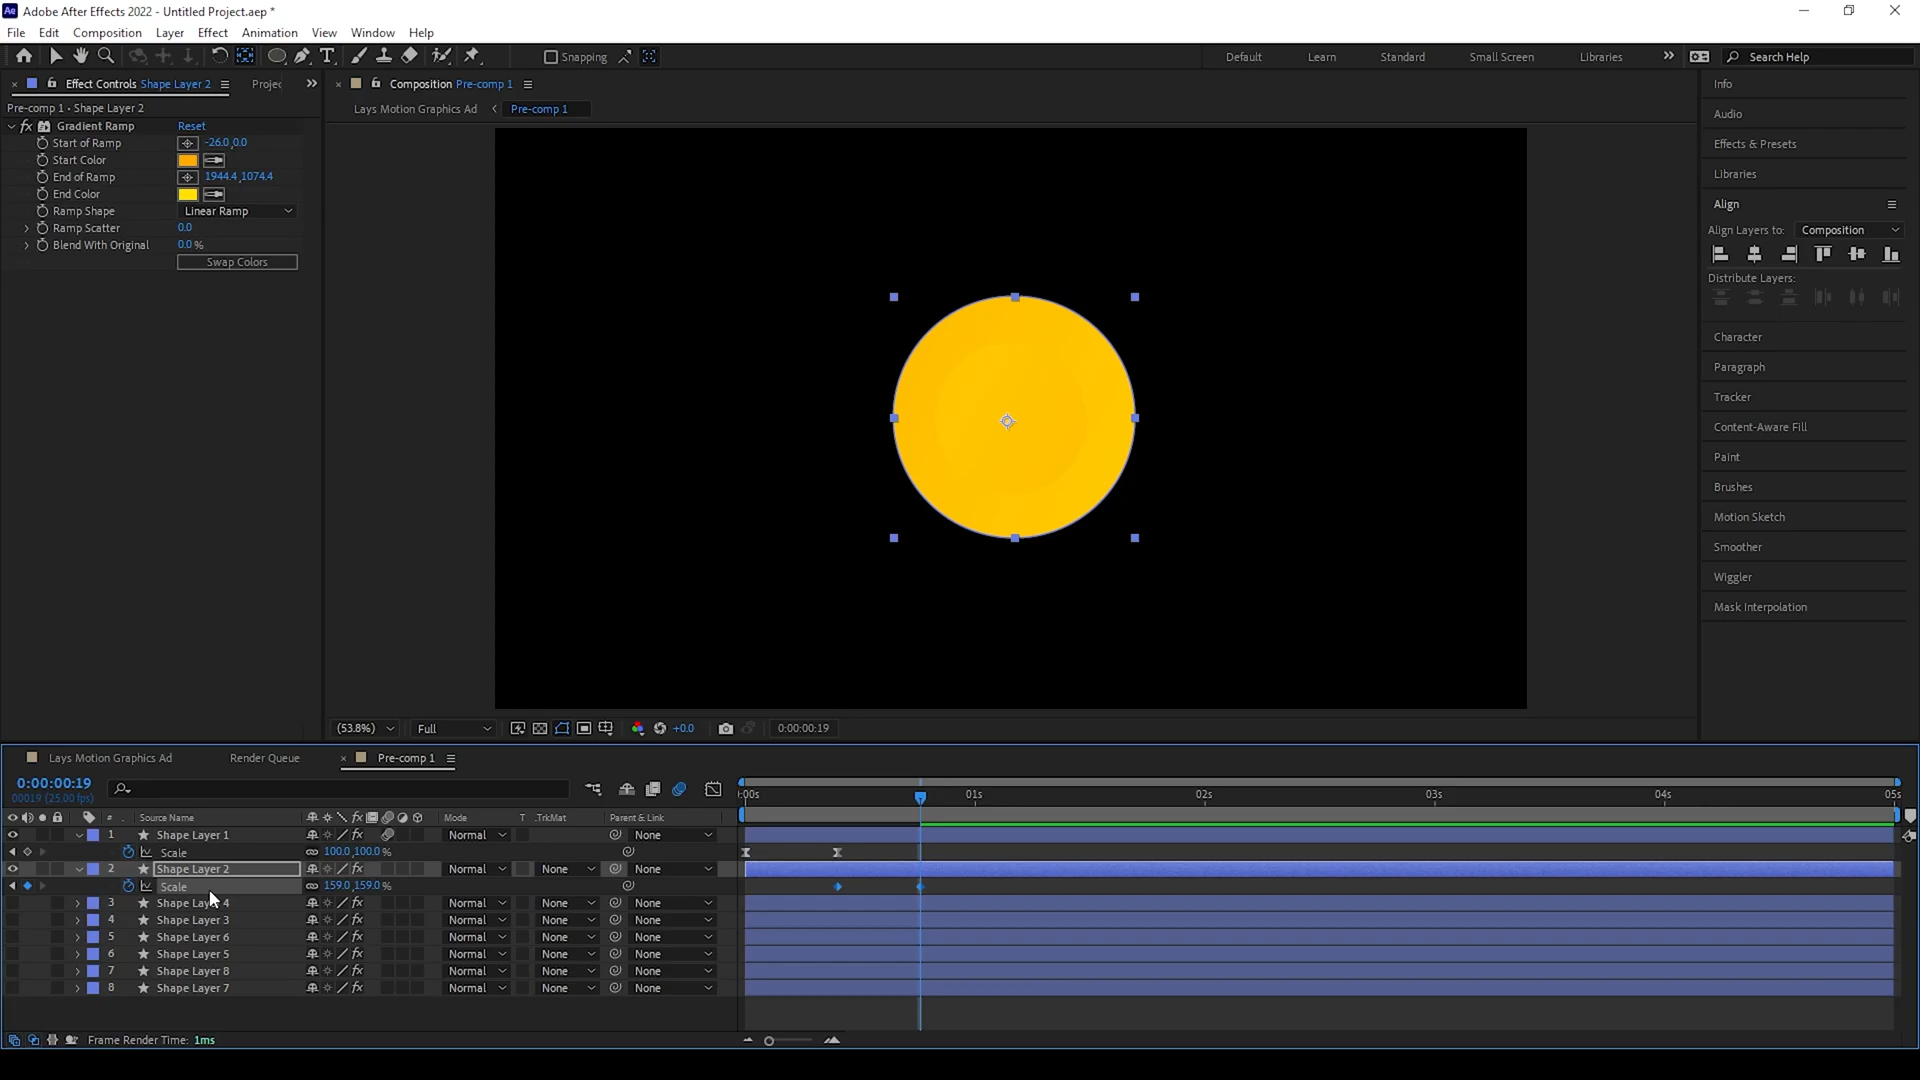 Adobe After Effects 2022 - Untitled Project.aep *
File Edit Composition Layer Effect Animation View Window Help
Snapping Default Learn Standard Small Screen Libraries Search Help
Effect Controls Shape Layer 2 Projec
Composition Pre-comp 1
Info
Pre-comp 1 • Shape Layer 2
Lays Motion Graphics Ad Pre-comp 1
Audio
fx Gradient Ramp Reset
Start of Ramp -26.0,0.0
Effects & Presets
Start Color
End of Ramp 1944.4,1074.4
Libraries
End Color
Ramp Shape Linear Ramp
Align
Ramp Scatter 0.0
Align Layers to: Composition
Blend With Original 0.0 %
Swap Colors
Distribute Layers:
Character
Paragraph
Tracker
Content-Aware Fill
Paint
Brushes
Motion Sketch
Smoother
Wiggler
Mask Interpolation
(53.8%) Full +0.0 0:00:00:19
Lays Motion Graphics Ad Render Queue Pre-comp 1
0:00:00:19
00019 (25.00 fps)
:00s 01s 02s 03s 04s 05s
# Source Name fx Mode T .TrkMat Parent & Link
1 Shape Layer 1 fx Normal None
Scale 100.0,100.0 %
2 Shape Layer 2 fx Normal None None
Scale 159.0,159.0 %
3 Shape Layer 4 fx Normal None None
4 Shape Layer 3 fx Normal None None
5 Shape Layer 6 fx Normal None None
6 Shape Layer 5 fx Normal None None
7 Shape Layer 8 fx Normal None None
8 Shape Layer 7 fx Normal None None
Frame Render Time: 1ms